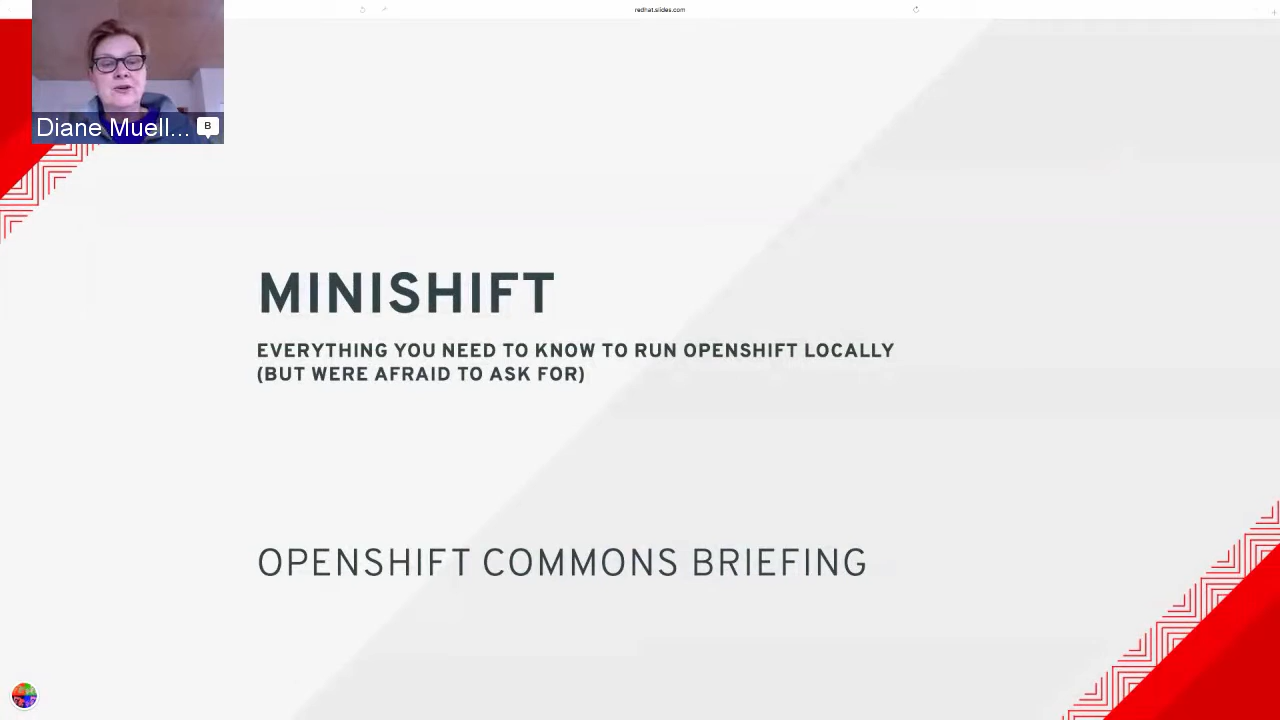 redhat.slides.com
Diane Muell...
B
MINISHIFT
EVERYTHING YOU NEED TO KNOW TO RUN OPENSHIFT LOCALLY
(BUT WERE AFRAID TO ASK FOR)
OPENSHIFT COMMONS BRIEFING